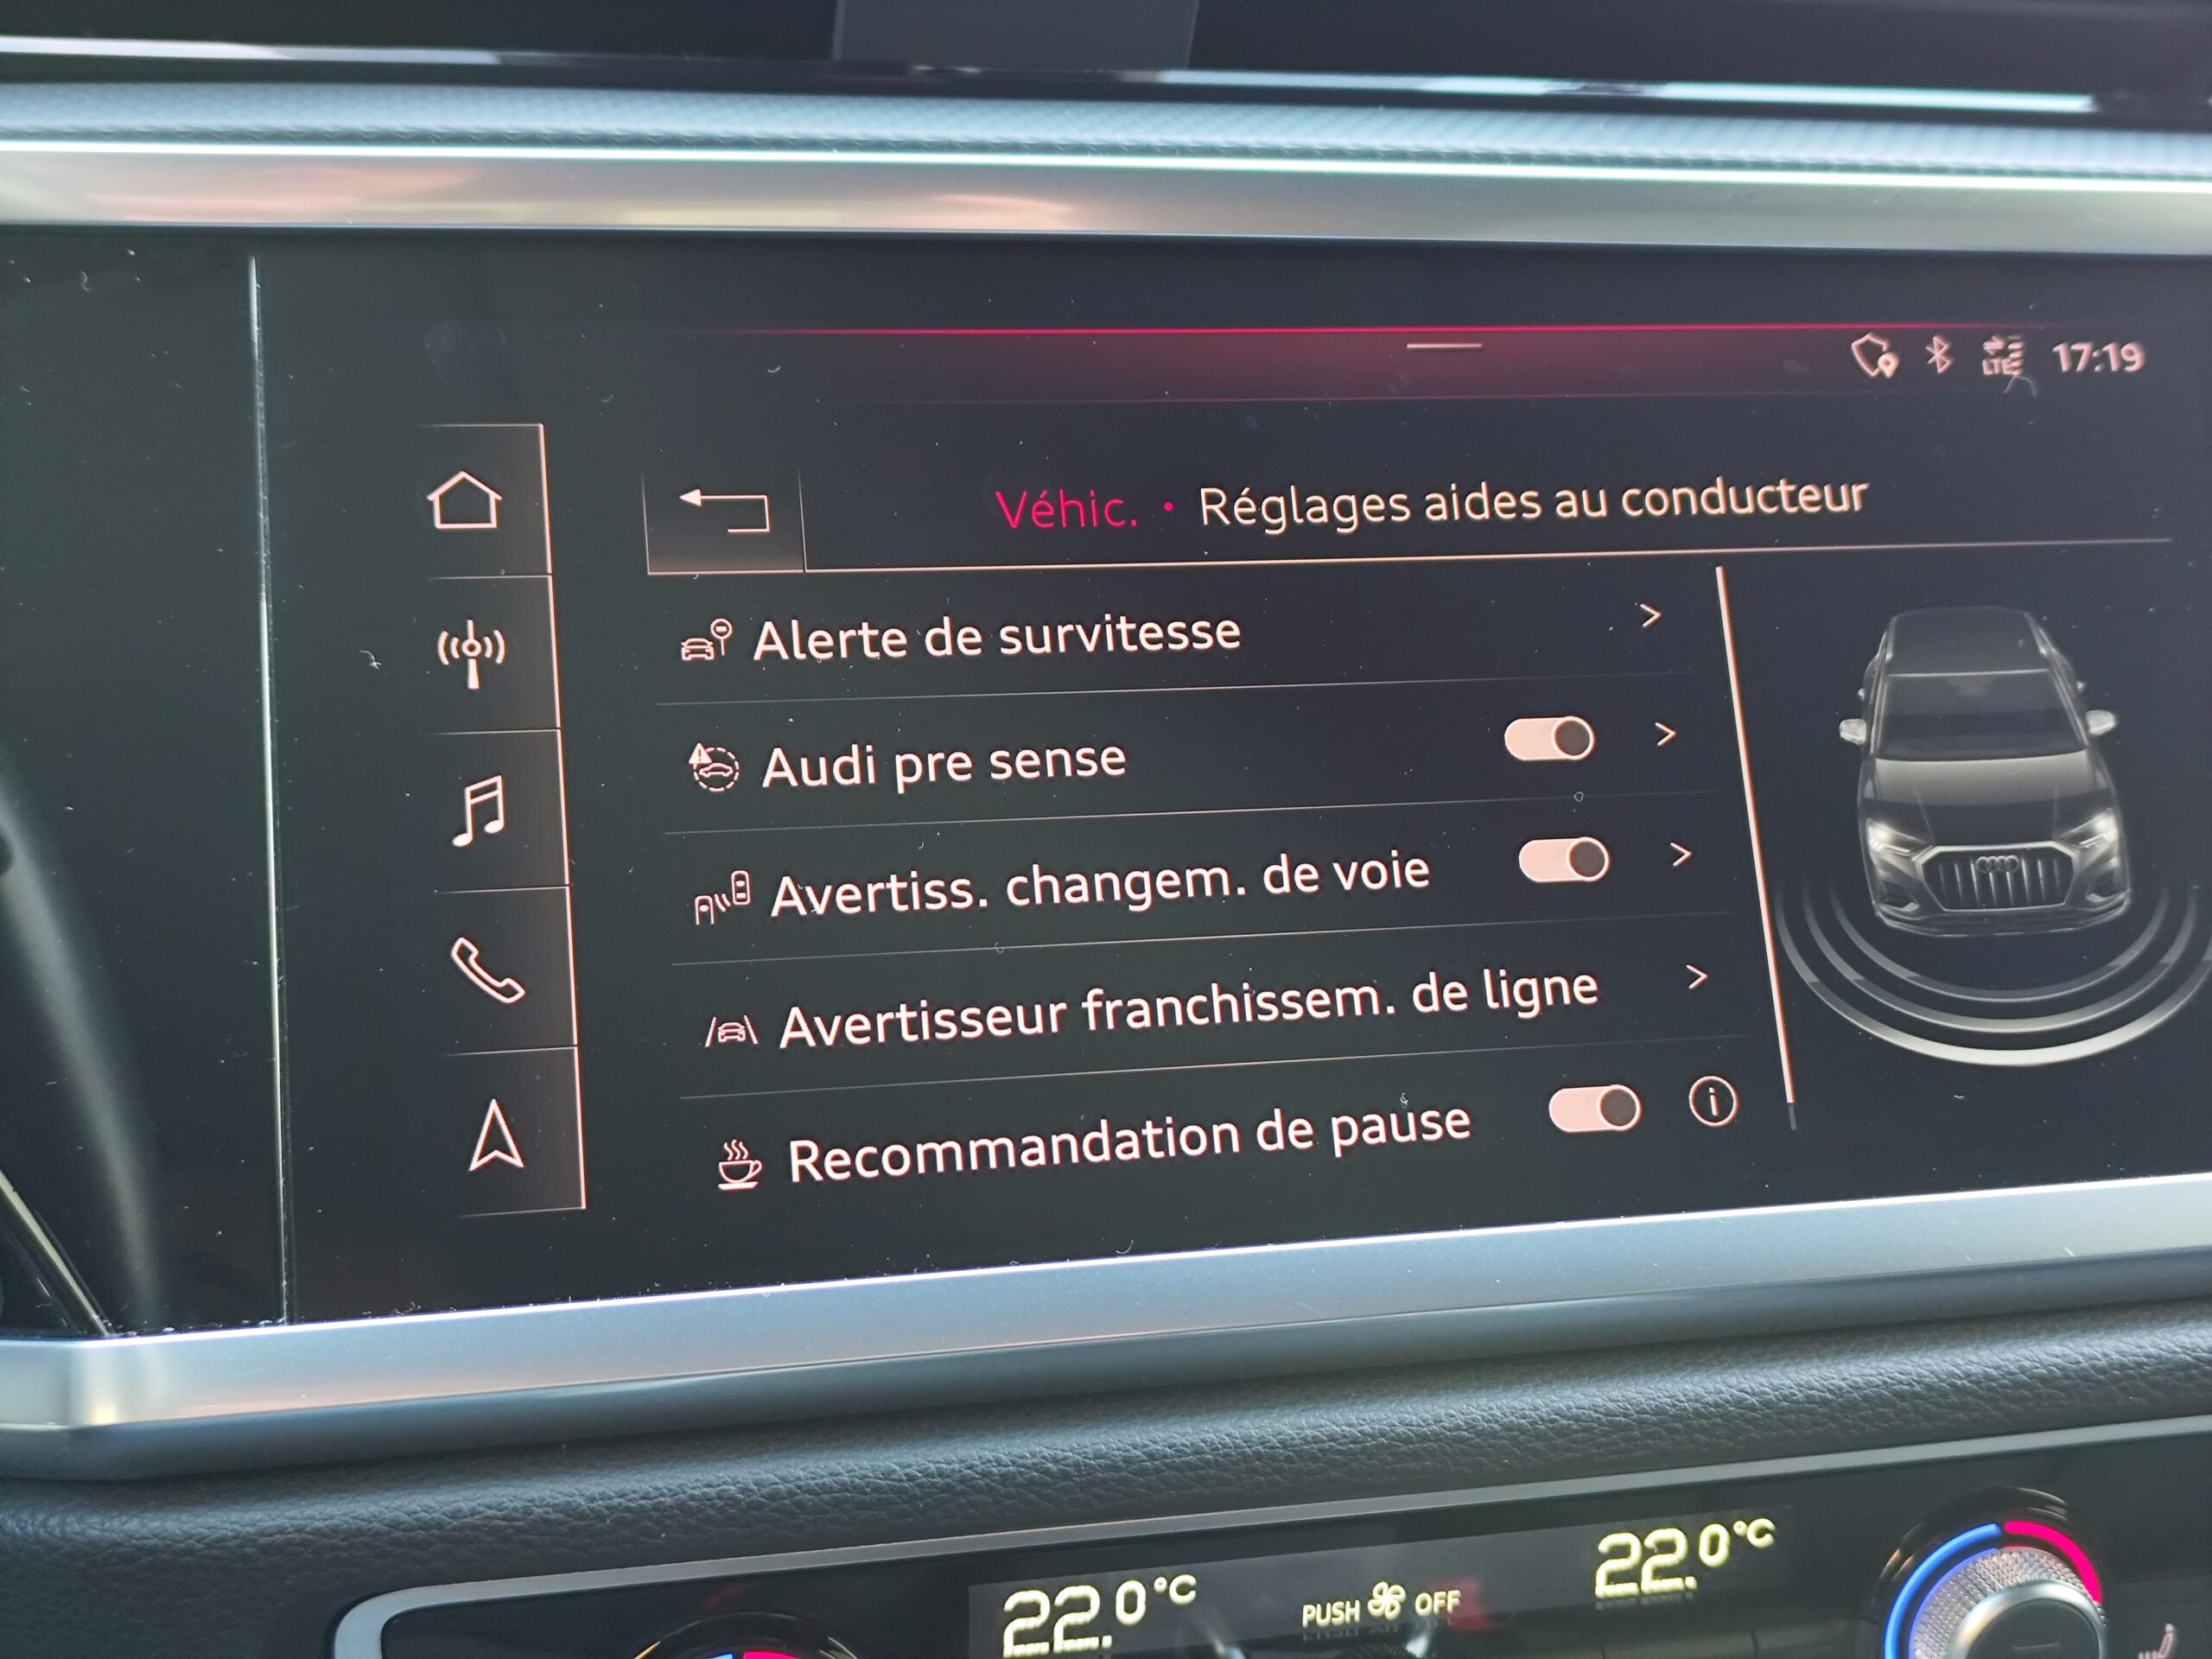 LTE 17:19
Véhic. • Réglages aides au conducteur
Alerte de survitesse
Audi pre sense
Avertiss. changem. de voie
Avertisseur franchissem. de ligne
Recommandation de pause
22.0°C PUSH OFF 22.0°C